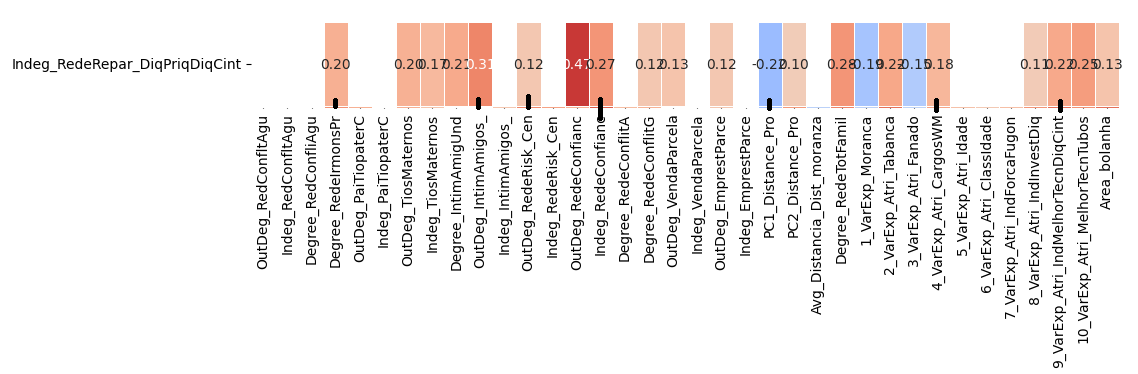 Indeg_RedeRepar_DiqPriqDiqCint
0.20 0.20 0.17 0.21 0.31 0.12 0.47 0.27 0.12 0.13 0.12 -0.22 0.10 0.28 -0.19 0.22 -0.15 0.18 0.11 0.22 0.25 0.13
OutDeg_RedConfltAgu
Indeg_RedConfltAgu
Degree_RedConfliAgu
Degree_RedeIrmonsPr
OutDeg_PaiTiopaterC
Indeg_PaiTiopaterC
OutDeg_TiosMaternos
Indeg_TiosMaternos
Degree_IntimAmigUnd
OutDeg_IntimAmigos_
Indeg_IntimAmigos_
OutDeg_RedeRisk_Cen
Indeg_RedeRisk_Cen
OutDeg_RedeConfianc
Indeg_RedeConfianc
Degree_RedeConflitA
Degree_RedeConflitG
OutDeg_VendaParcela
Indeg_VendaParcela
OutDeg_EmprestParce
Indeg_EmprestParce
PC1_Distance_Pro
PC2_Distance_Pro
Avg_Distancia_Dist_moranza
Degree_RedeTotFamil
1_VarExp_Moranca
2_VarExp_Atri_Tabanca
3_VarExp_Atri_Fanado
4_VarExp_Atri_CargosWM
5_VarExp_Atri_Idade
6_VarExp_Atri_ClassIdade
7_VarExp_Atri_IndForcaFugon
8_VarExp_Atri_IndInvestDiq
9_VarExp_Atri_IndMelhorTecnDiqCint
10_VarExp_Atri_MelhorTecnTubos
Area_bolanha